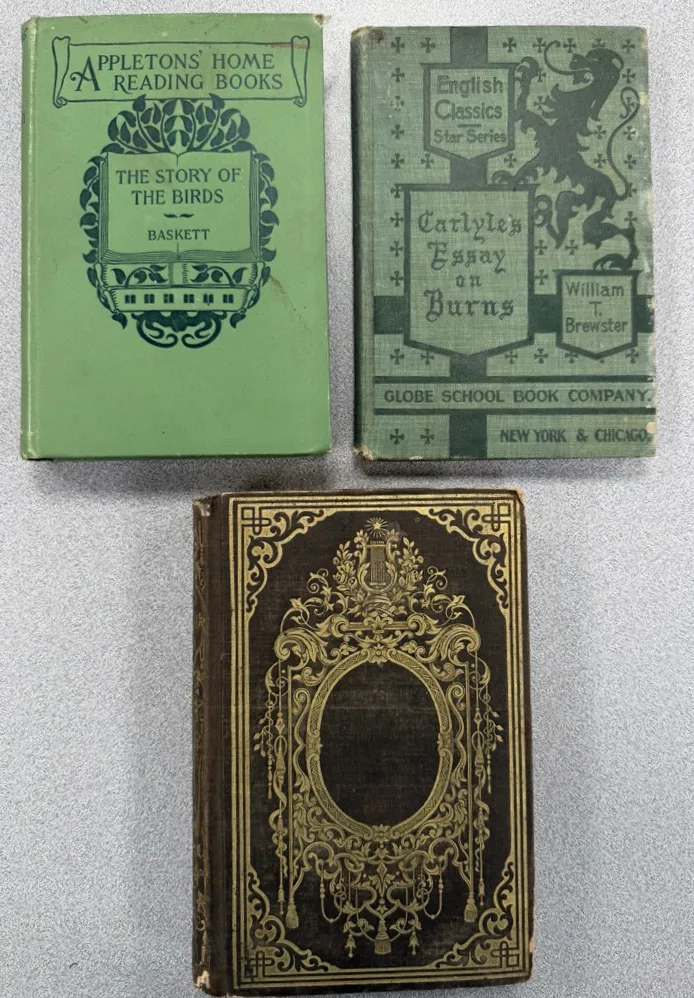 APPLETONS' HOME
READING BOOKS
THE STORY OF
THE BIRDS
BASKETT
English
Classics
Star Series
Carlyle's
Essay
on
Burns
William
T.
Brewster
GLOBE SCHOOL BOOK COMPANY.
NEW YORK & CHICAGO.